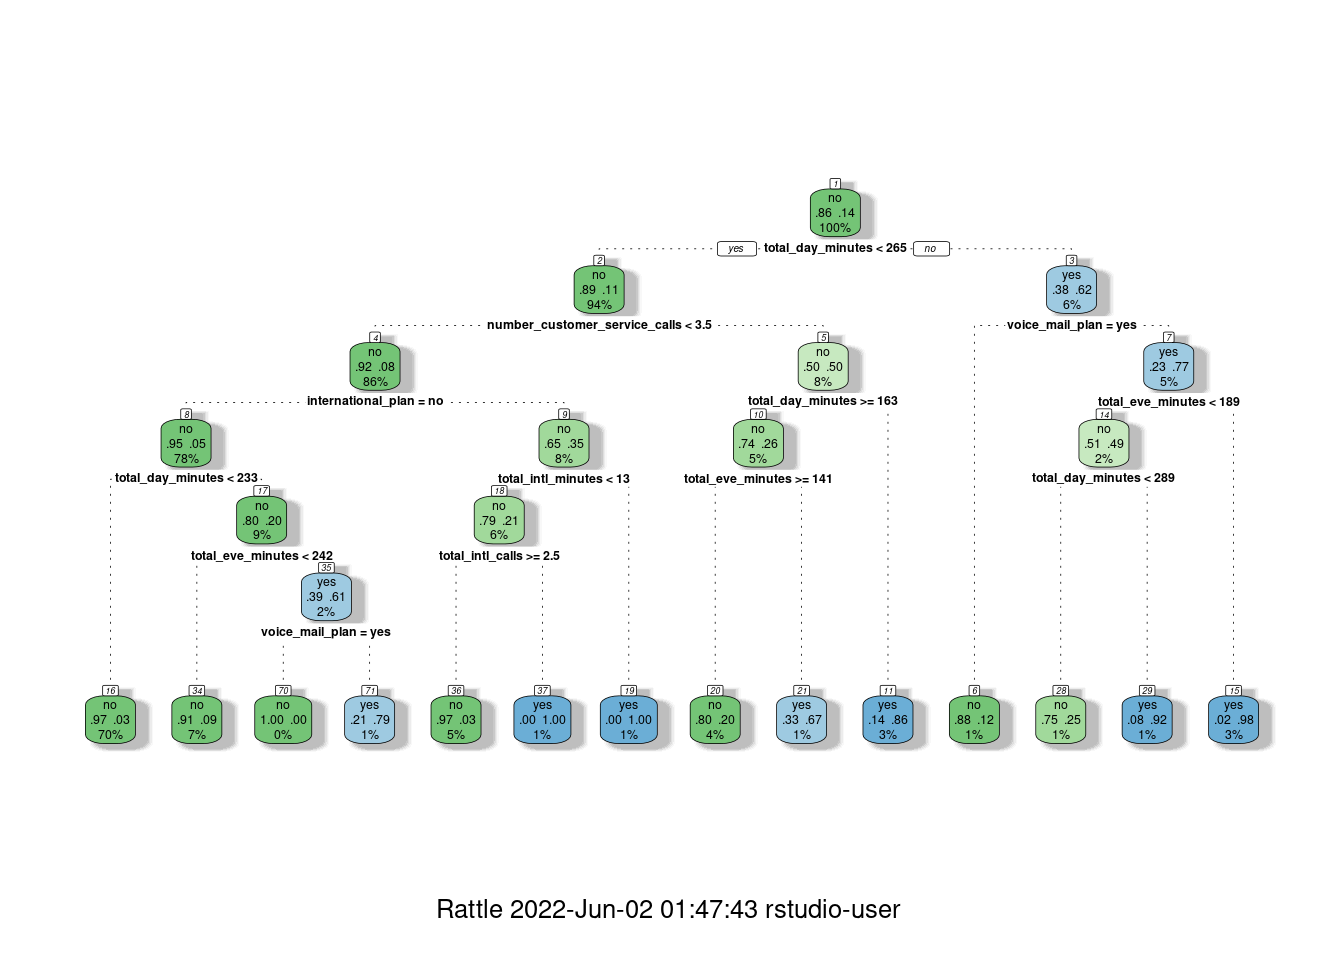 1
no
.86 .14
100%
yes total_day_minutes < 265 no
2
no
.89 .11
94%
3
yes
.38 .62
6%
number_customer_service_calls < 3.5
voice_mail_plan = yes
4
no
.92 .08
86%
5
no
.50 .50
8%
7
yes
.23 .77
5%
international_plan = no
total_day_minutes >= 163
total_eve_minutes < 189
8
no
.95 .05
78%
9
no
.65 .35
8%
10
no
.74 .26
5%
14
no
.51 .49
2%
total_day_minutes < 233
total_intl_minutes < 13
total_eve_minutes >= 141
total_day_minutes < 289
17
no
.80 .20
9%
18
no
.79 .21
6%
total_eve_minutes < 242
total_intl_calls >= 2.5
35
yes
.39 .61
2%
voice_mail_plan = yes
16
no
.97 .03
70%
34
no
.91 .09
7%
70
no
1.00 .00
0%
71
yes
.21 .79
1%
36
no
.97 .03
5%
37
yes
.00 1.00
1%
19
yes
.00 1.00
1%
20
no
.80 .20
4%
21
yes
.33 .67
1%
11
yes
.14 .86
3%
6
no
.88 .12
1%
28
no
.75 .25
1%
29
yes
.08 .92
1%
15
yes
.02 .98
3%
Rattle 2022-Jun-02 01:47:43 rstudio-user